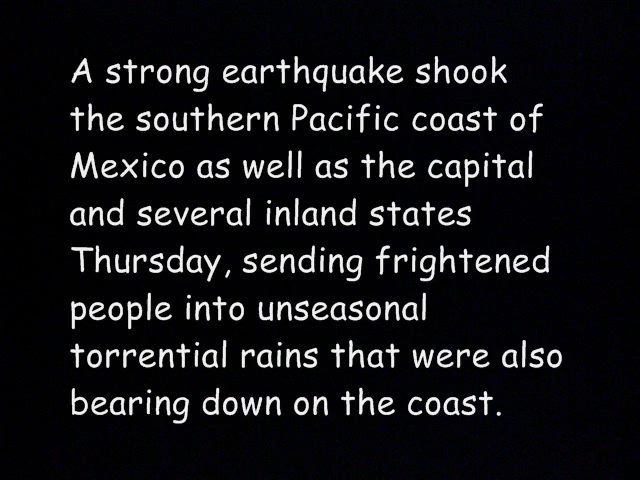 A strong earthquake shook
the southern Pacific coast of
Mexico as well as the capital
and several inland states
Thursday, sending frightened
people into unseasonal
torrential rains that were also
bearing down on the coast.